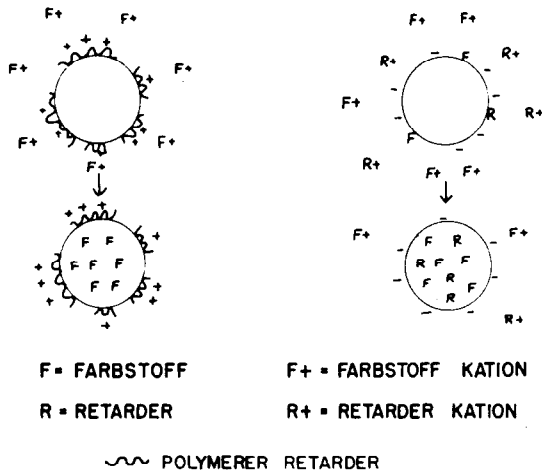 F+ F+ F+ F+
+ + +
F+ + F F+
F+ + R+ R+
+ +
F+ R R+
+ +
F+ F+ F
F+ R+ F+ F+
+ + + +
F F + F+ F R F+
+ F F F R F F
+ F F + F R F
+ R R+
F = FARBSTOFF F+ = FARBSTOFF KATION
R = RETARDER R+ = RETARDER KATION
POLYMERER RETARDER